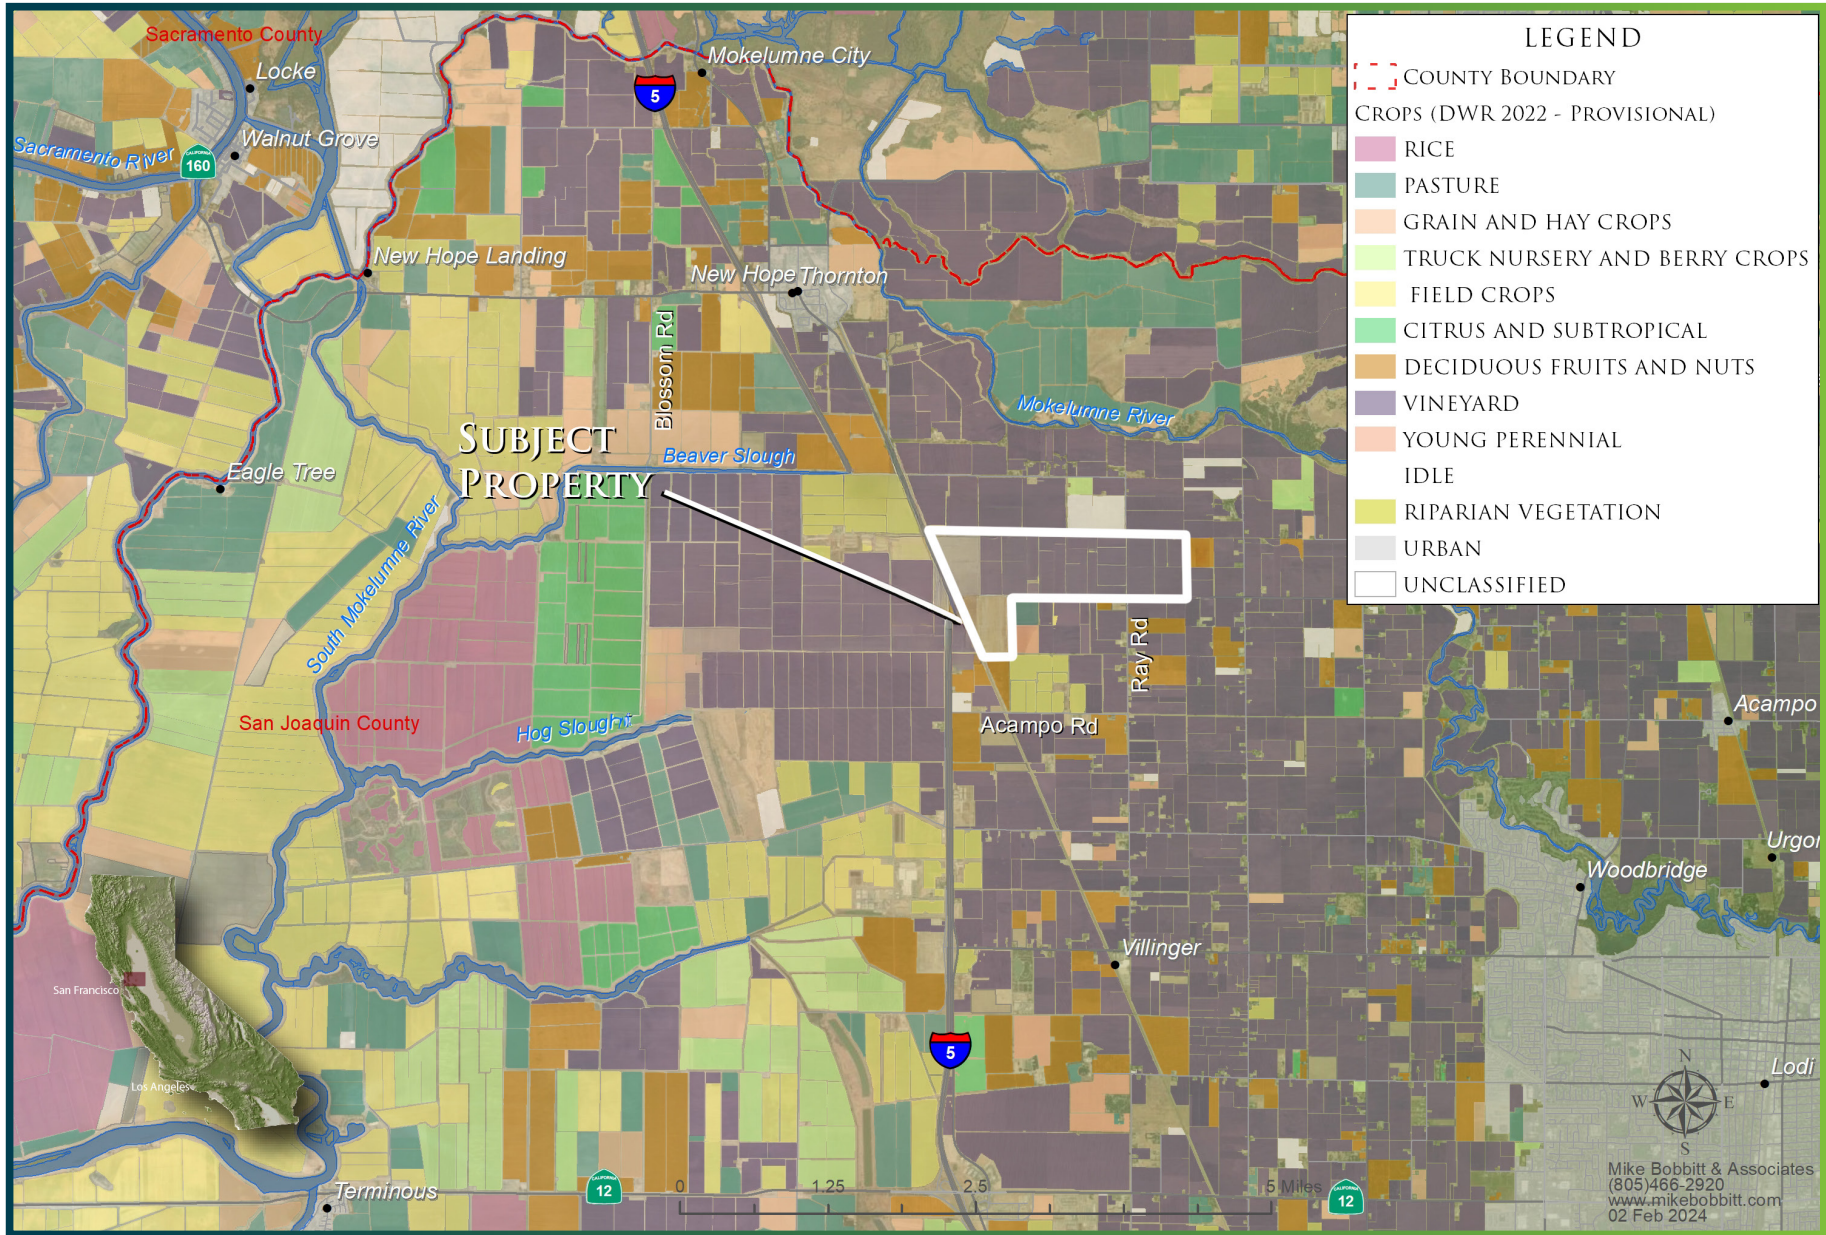 Sacramento County
Locke
Walnut Grove
Sacramento River
CALIFORNIA
160
5
Mokelumne City
New Hope Landing
New Hope
Thornton
Blossom Rd
Mokelumne River
SUBJECT
PROPERTY
Beaver Slough
Eagle Tree
South Mokelumne River
San Joaquin County
Hog Slough
Ray Rd
Acampo Rd
Acampo
Woodbridge
Villinger
5
Lodi
San Francisco
Los Angeles
Terminous
CALIFORNIA
12
0 1.25 2.5 5 Miles
CALIFORNIA
12
LEGEND
COUNTY BOUNDARY
CROPS (DWR 2022 - PROVISIONAL)
RICE
PASTURE
GRAIN AND HAY CROPS
TRUCK NURSERY AND BERRY CROPS
FIELD CROPS
CITRUS AND SUBTROPICAL
DECIDUOUS FRUITS AND NUTS
VINEYARD
YOUNG PERENNIAL
IDLE
RIPARIAN VEGETATION
URBAN
UNCLASSIFIED
N
W E
S
Mike Bobbitt & Associates
(805)466-2920
www.mikebobbitt.com
02 Feb 2024